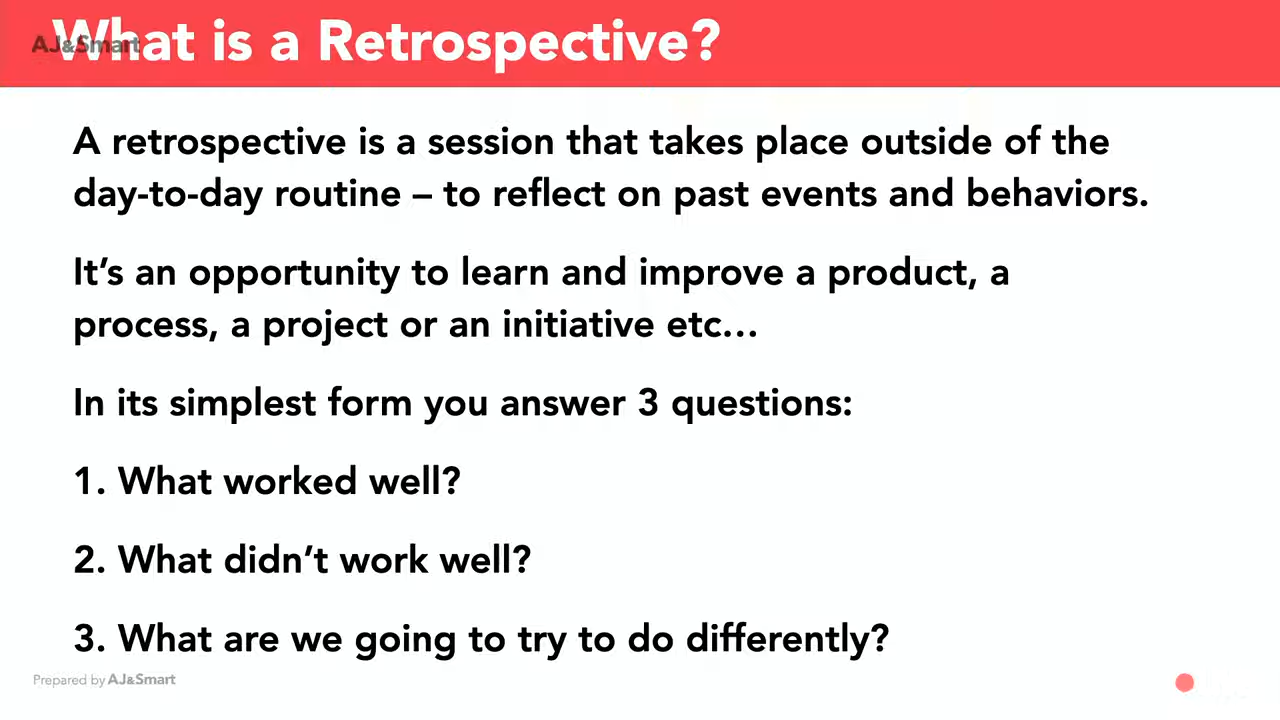 AJ&Smart
What is a Retrospective?
A retrospective is a session that takes place outside of the
day-to-day routine – to reflect on past events and behaviors.
It’s an opportunity to learn and improve a product, a
process, a project or an initiative etc…
In its simplest form you answer 3 questions:
1. What worked well?
2. What didn’t work well?
3. What are we going to try to do differently?
Prepared by AJ&Smart